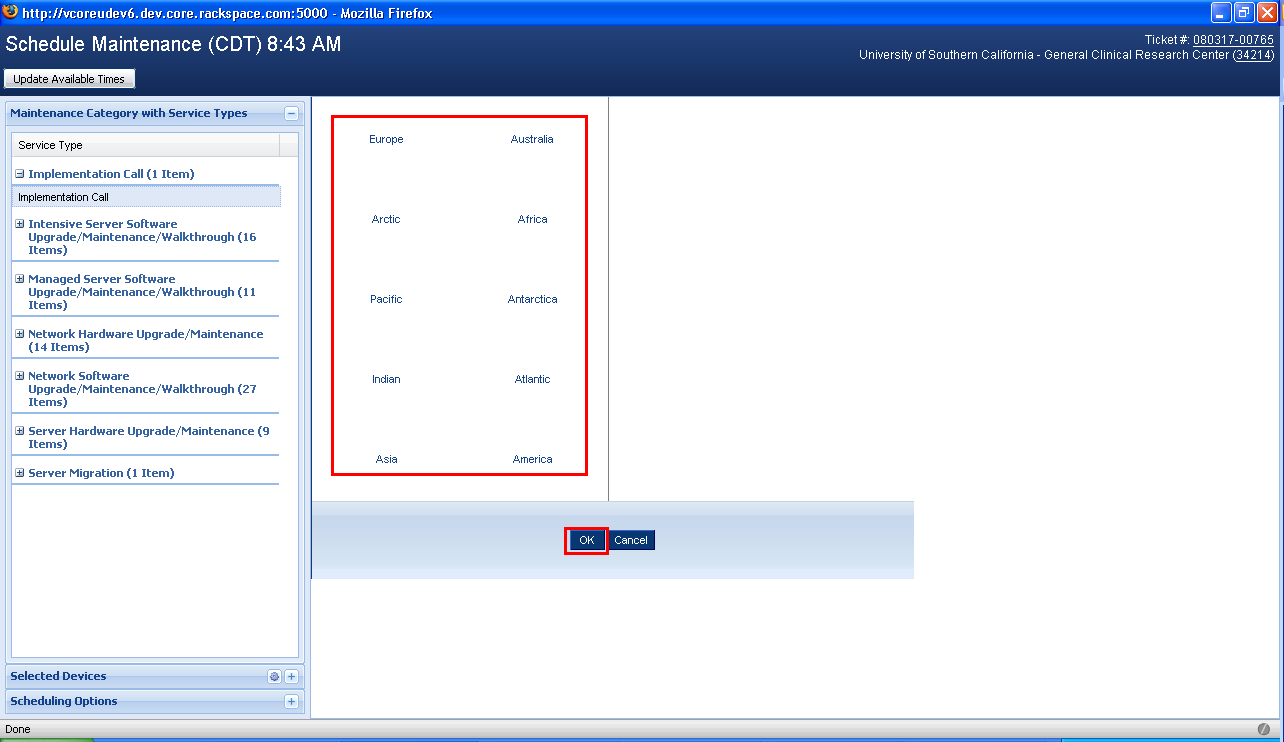 http://vcoreudev6.dev.core.rackspace.com:5000 - Mozilla Firefox
Schedule Maintenance (CDT) 8:43 AM
Ticket #: 080317-00765
University of Southern California - General Clinical Research Center (34214)
Update Available Times
Maintenance Category with Service Types
Service Type
Implementation Call (1 Item)
Implementation Call
Intensive Server Software
Upgrade/Maintenance/Walkthrough (16
Items)
Managed Server Software
Upgrade/Maintenance/Walkthrough (11
Items)
Network Hardware Upgrade/Maintenance
(14 Items)
Network Software
Upgrade/Maintenance/Walkthrough (27
Items)
Server Hardware Upgrade/Maintenance (9
Items)
Server Migration (1 Item)
Selected Devices
Scheduling Options
Europe Australia
Arctic Africa
Pacific Antarctica
Indian Atlantic
Asia America
OK Cancel
Done